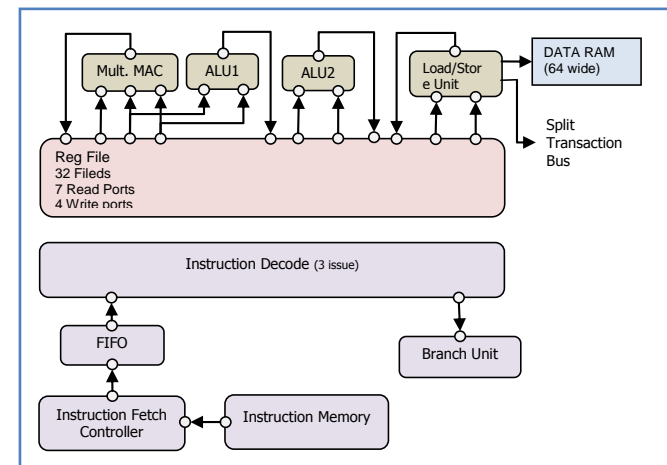 Mult. MAC
ALU1
ALU2
Load/Stor
e Unit
DATA RAM
(64 wide)
Split
Transaction
Bus
Reg File
32 Fileds
7 Read Ports
4 Write ports
Instruction Decode (3 issue)
FIFO
Branch Unit
Instruction Fetch
Controller
Instruction Memory